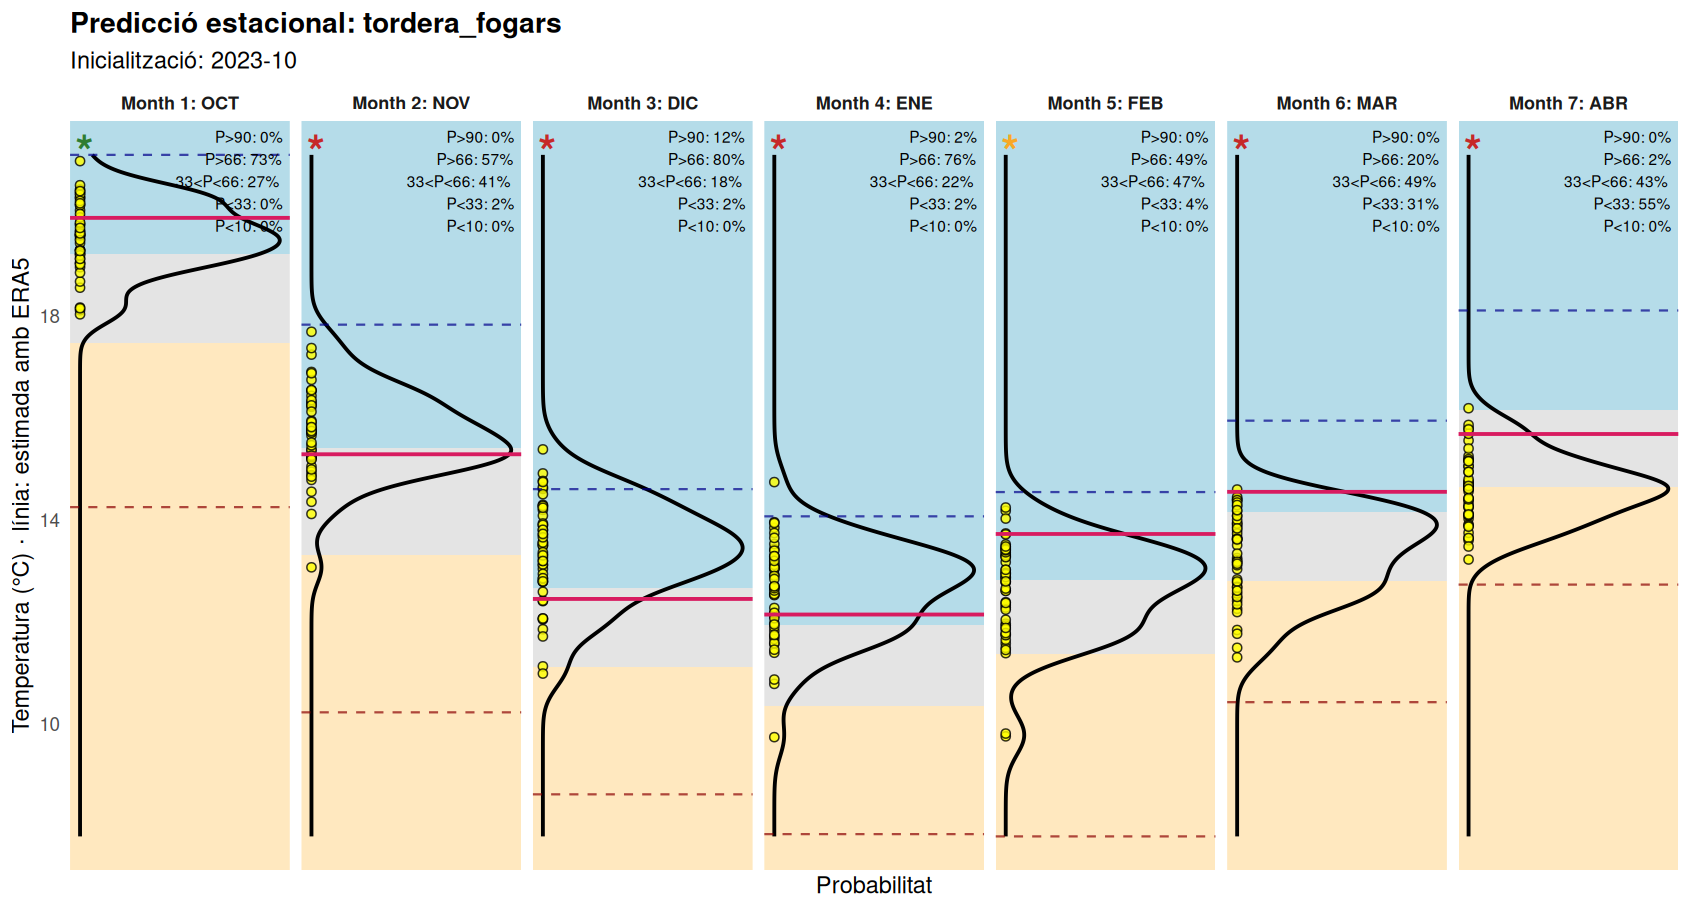 Predicció estacional: tordera_fogars
Inicialització: 2023-10
Month 1: OCT
Month 2: NOV
Month 3: DIC
Month 4: ENE
Month 5: FEB
Month 6: MAR
Month 7: ABR
*
P>90: 0%
P>66: 73%
33<P<66: 27%
P<33: 0%
P<10: 0%
*
P>90: 0%
P>66: 57%
33<P<66: 41%
P<33: 2%
P<10: 0%
*
P>90: 12%
P>66: 80%
33<P<66: 18%
P<33: 2%
P<10: 0%
*
P>90: 2%
P>66: 76%
33<P<66: 22%
P<33: 2%
P<10: 0%
*
P>90: 0%
P>66: 49%
33<P<66: 47%
P<33: 4%
P<10: 0%
*
P>90: 0%
P>66: 20%
33<P<66: 49%
P<33: 31%
P<10: 0%
*
P>90: 0%
P>66: 2%
33<P<66: 43%
P<33: 55%
P<10: 0%
Temperatura (°C) · línia: estimada amb ERA5
18
14
10
Probabilitat